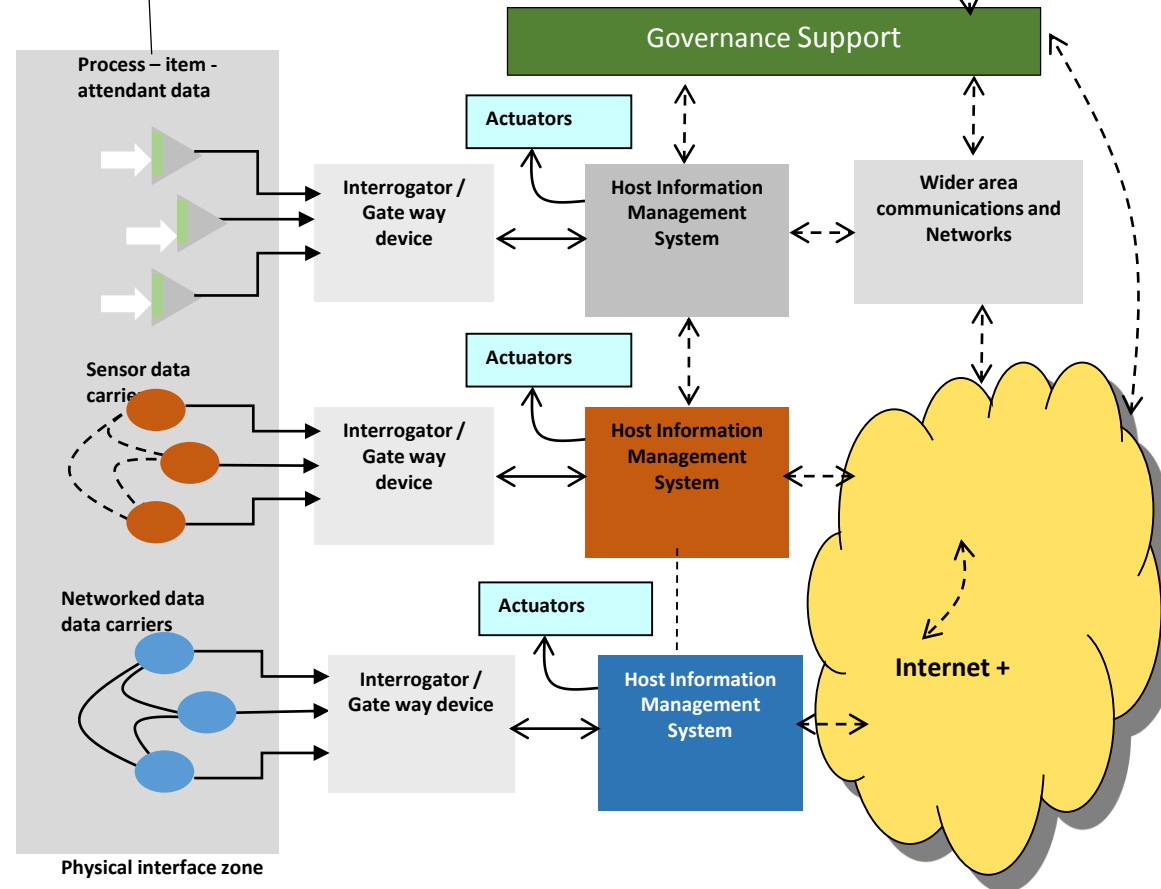 Governance Support
Process – item -
attendant data
Actuators
Interrogator /
Gate way
device
Host Information
Management
System
Wider area
communications and
Networks
Sensor data
Actuators
Interrogator /
Gate way
device
Host Information
Management
System
Networked data
data carriers
Actuators
Interrogator /
Gate way device
Host Information
Management
System
Internet +
Physical interface zone